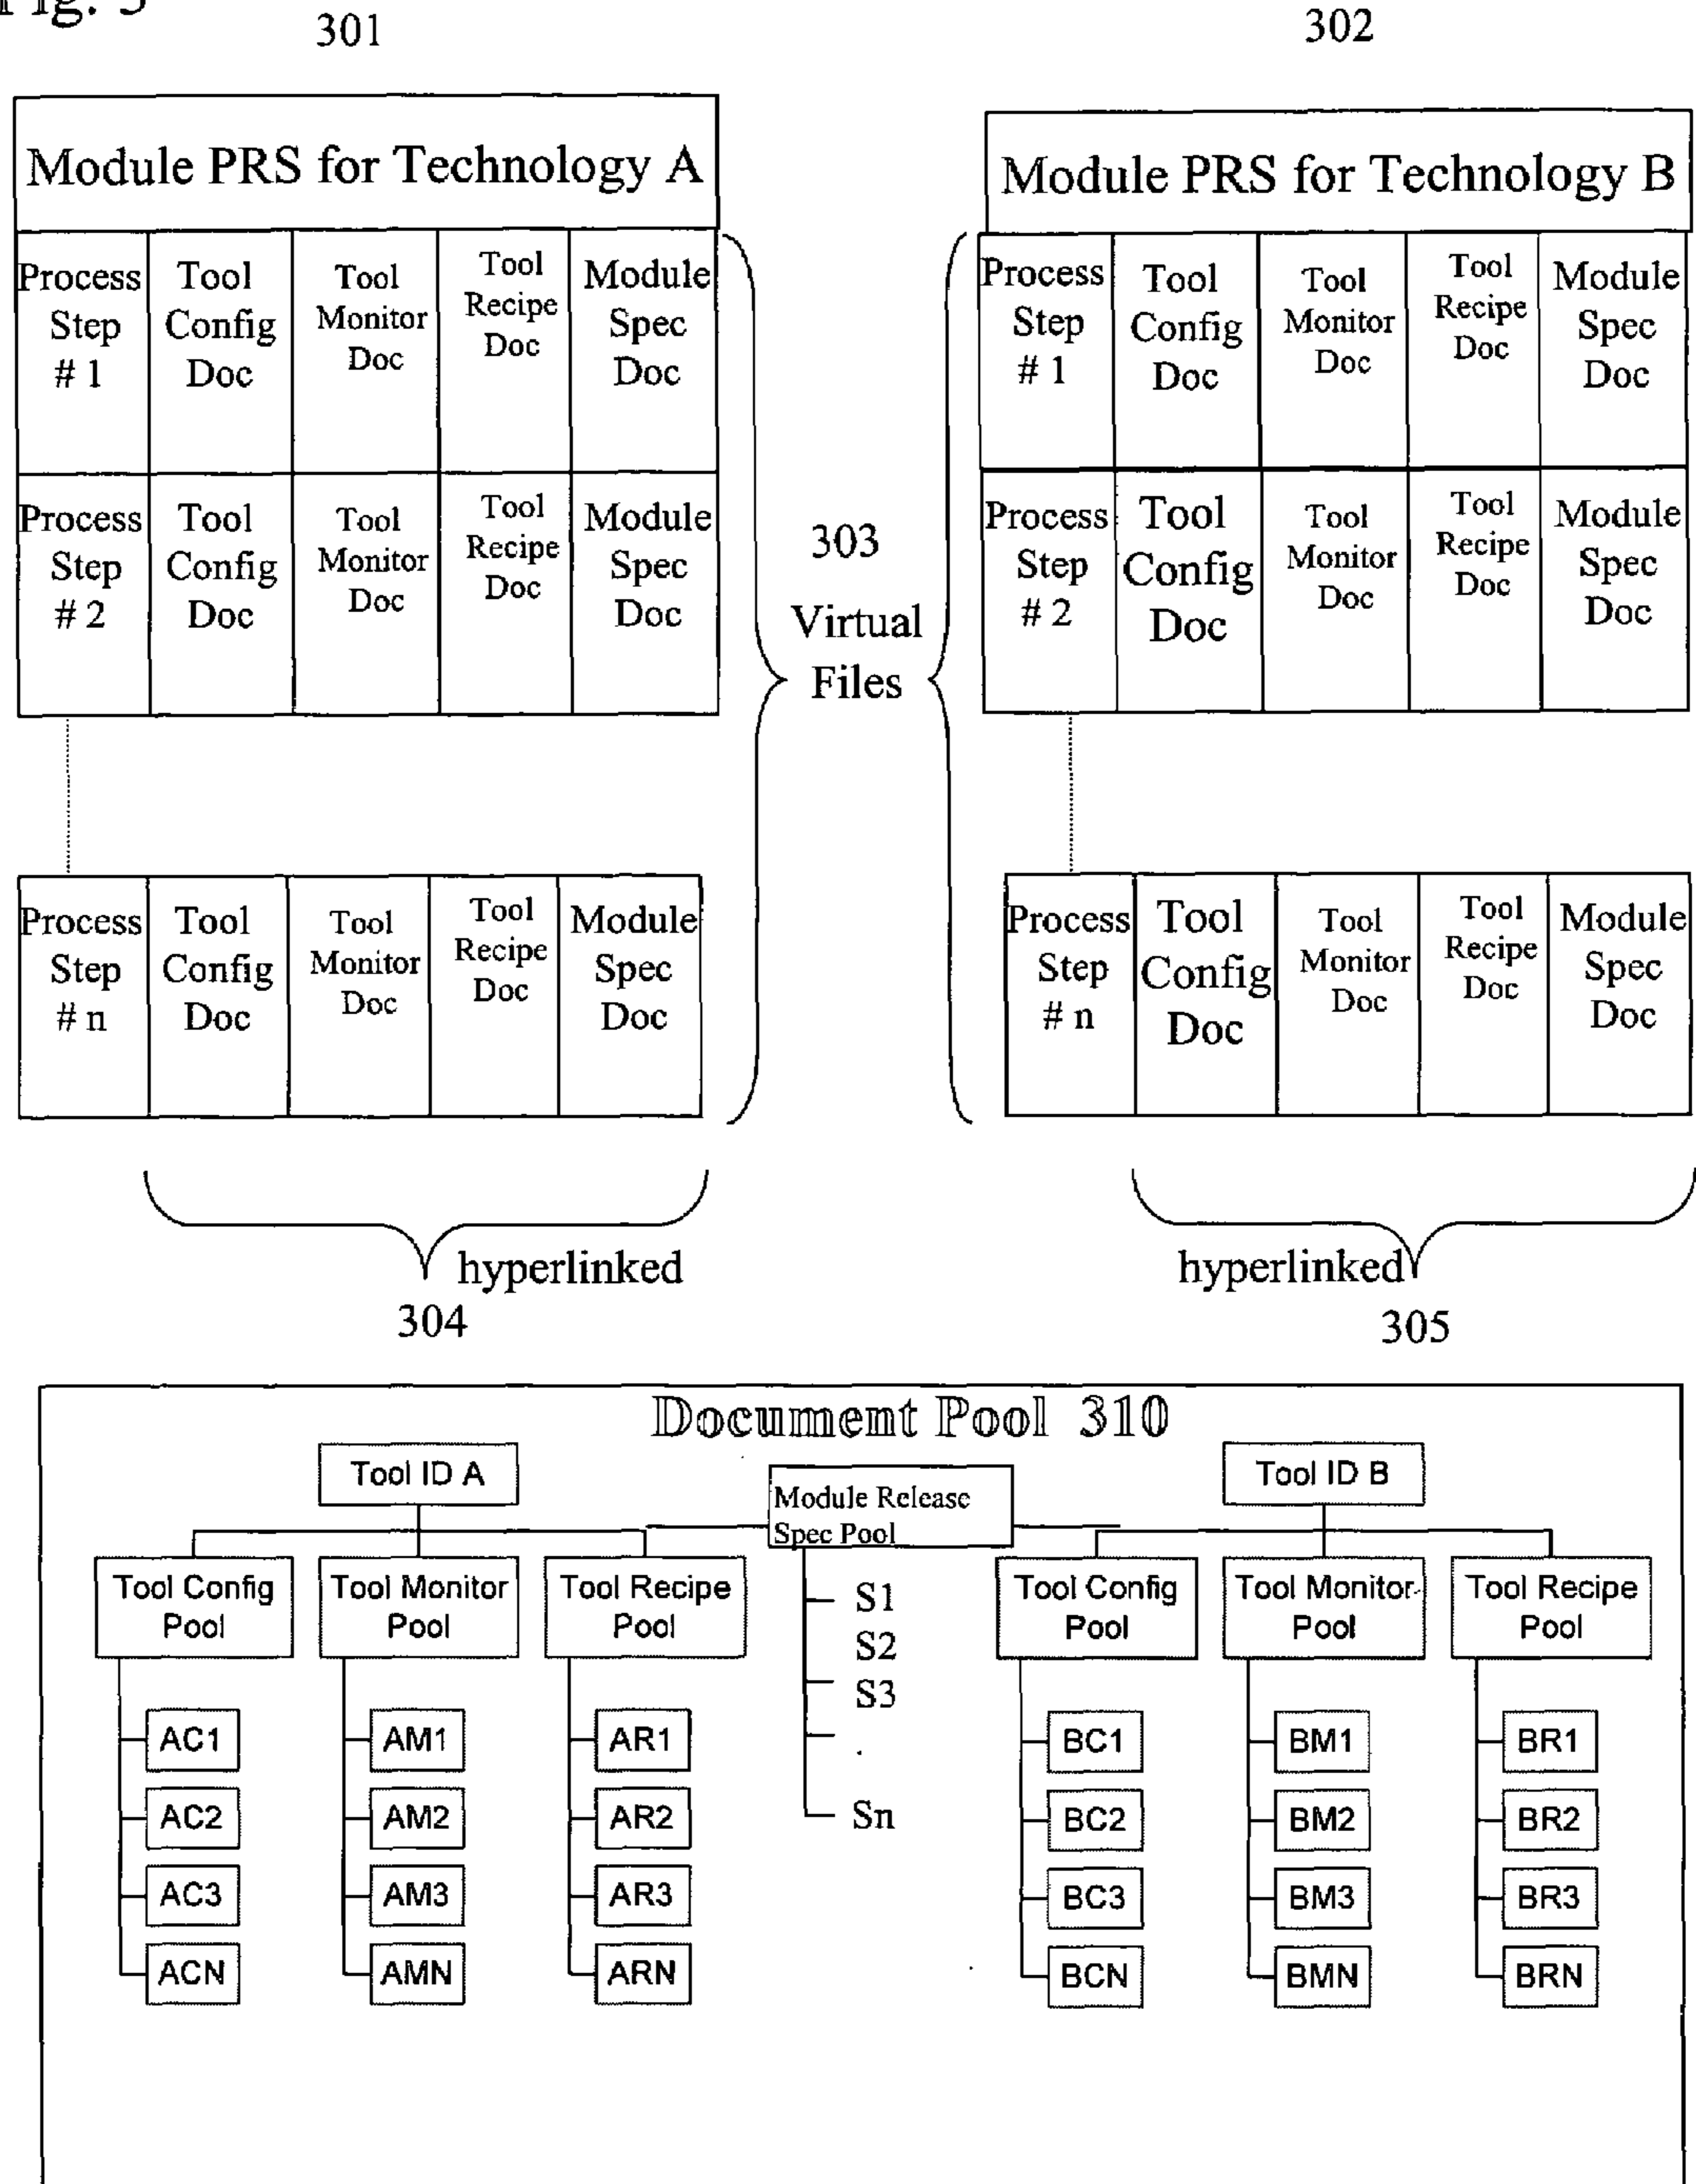 Fig. 3
301
302
Module PRS for Technology A
Process
Step
# 1
Tool
Config
Doc
Tool
Monitor
Doc
Tool
Recipe
Doc
Module
Spec
Doc
Process
Step
# 2
Tool
Config
Doc
Tool
Monitor
Doc
Tool
Recipe
Doc
Module
Spec
Doc
Process
Step
# n
Tool
Config
Doc
Tool
Monitor
Doc
Tool
Recipe
Doc
Module
Spec
Doc
303
Virtual
Files
Module PRS for Technology B
Process
Step
# 1
Tool
Config
Doc
Tool
Monitor
Doc
Tool
Recipe
Doc
Module
Spec
Doc
Process
Step
# 2
Tool
Config
Doc
Tool
Monitor
Doc
Tool
Recipe
Doc
Module
Spec
Doc
Process
Step
# n
Tool
Config
Doc
Tool
Monitor
Doc
Tool
Recipe
Doc
Module
Spec
Doc
hyperlinked
304
hyperlinked
305
Document Pool 310
Tool ID A
Tool Config
Pool
AC1
AC2
AC3
ACN
Tool Monitor
Pool
AM1
AM2
AM3
AMN
Tool Recipe
Pool
AR1
AR2
AR3
ARN
Module Release
Spec Pool
S1
S2
S3
.
Sn
Tool ID B
Tool Config
Pool
BC1
BC2
BC3
BCN
Tool Monitor
Pool
BM1
BM2
BM3
BMN
Tool Recipe
Pool
BR1
BR2
BR3
BRN